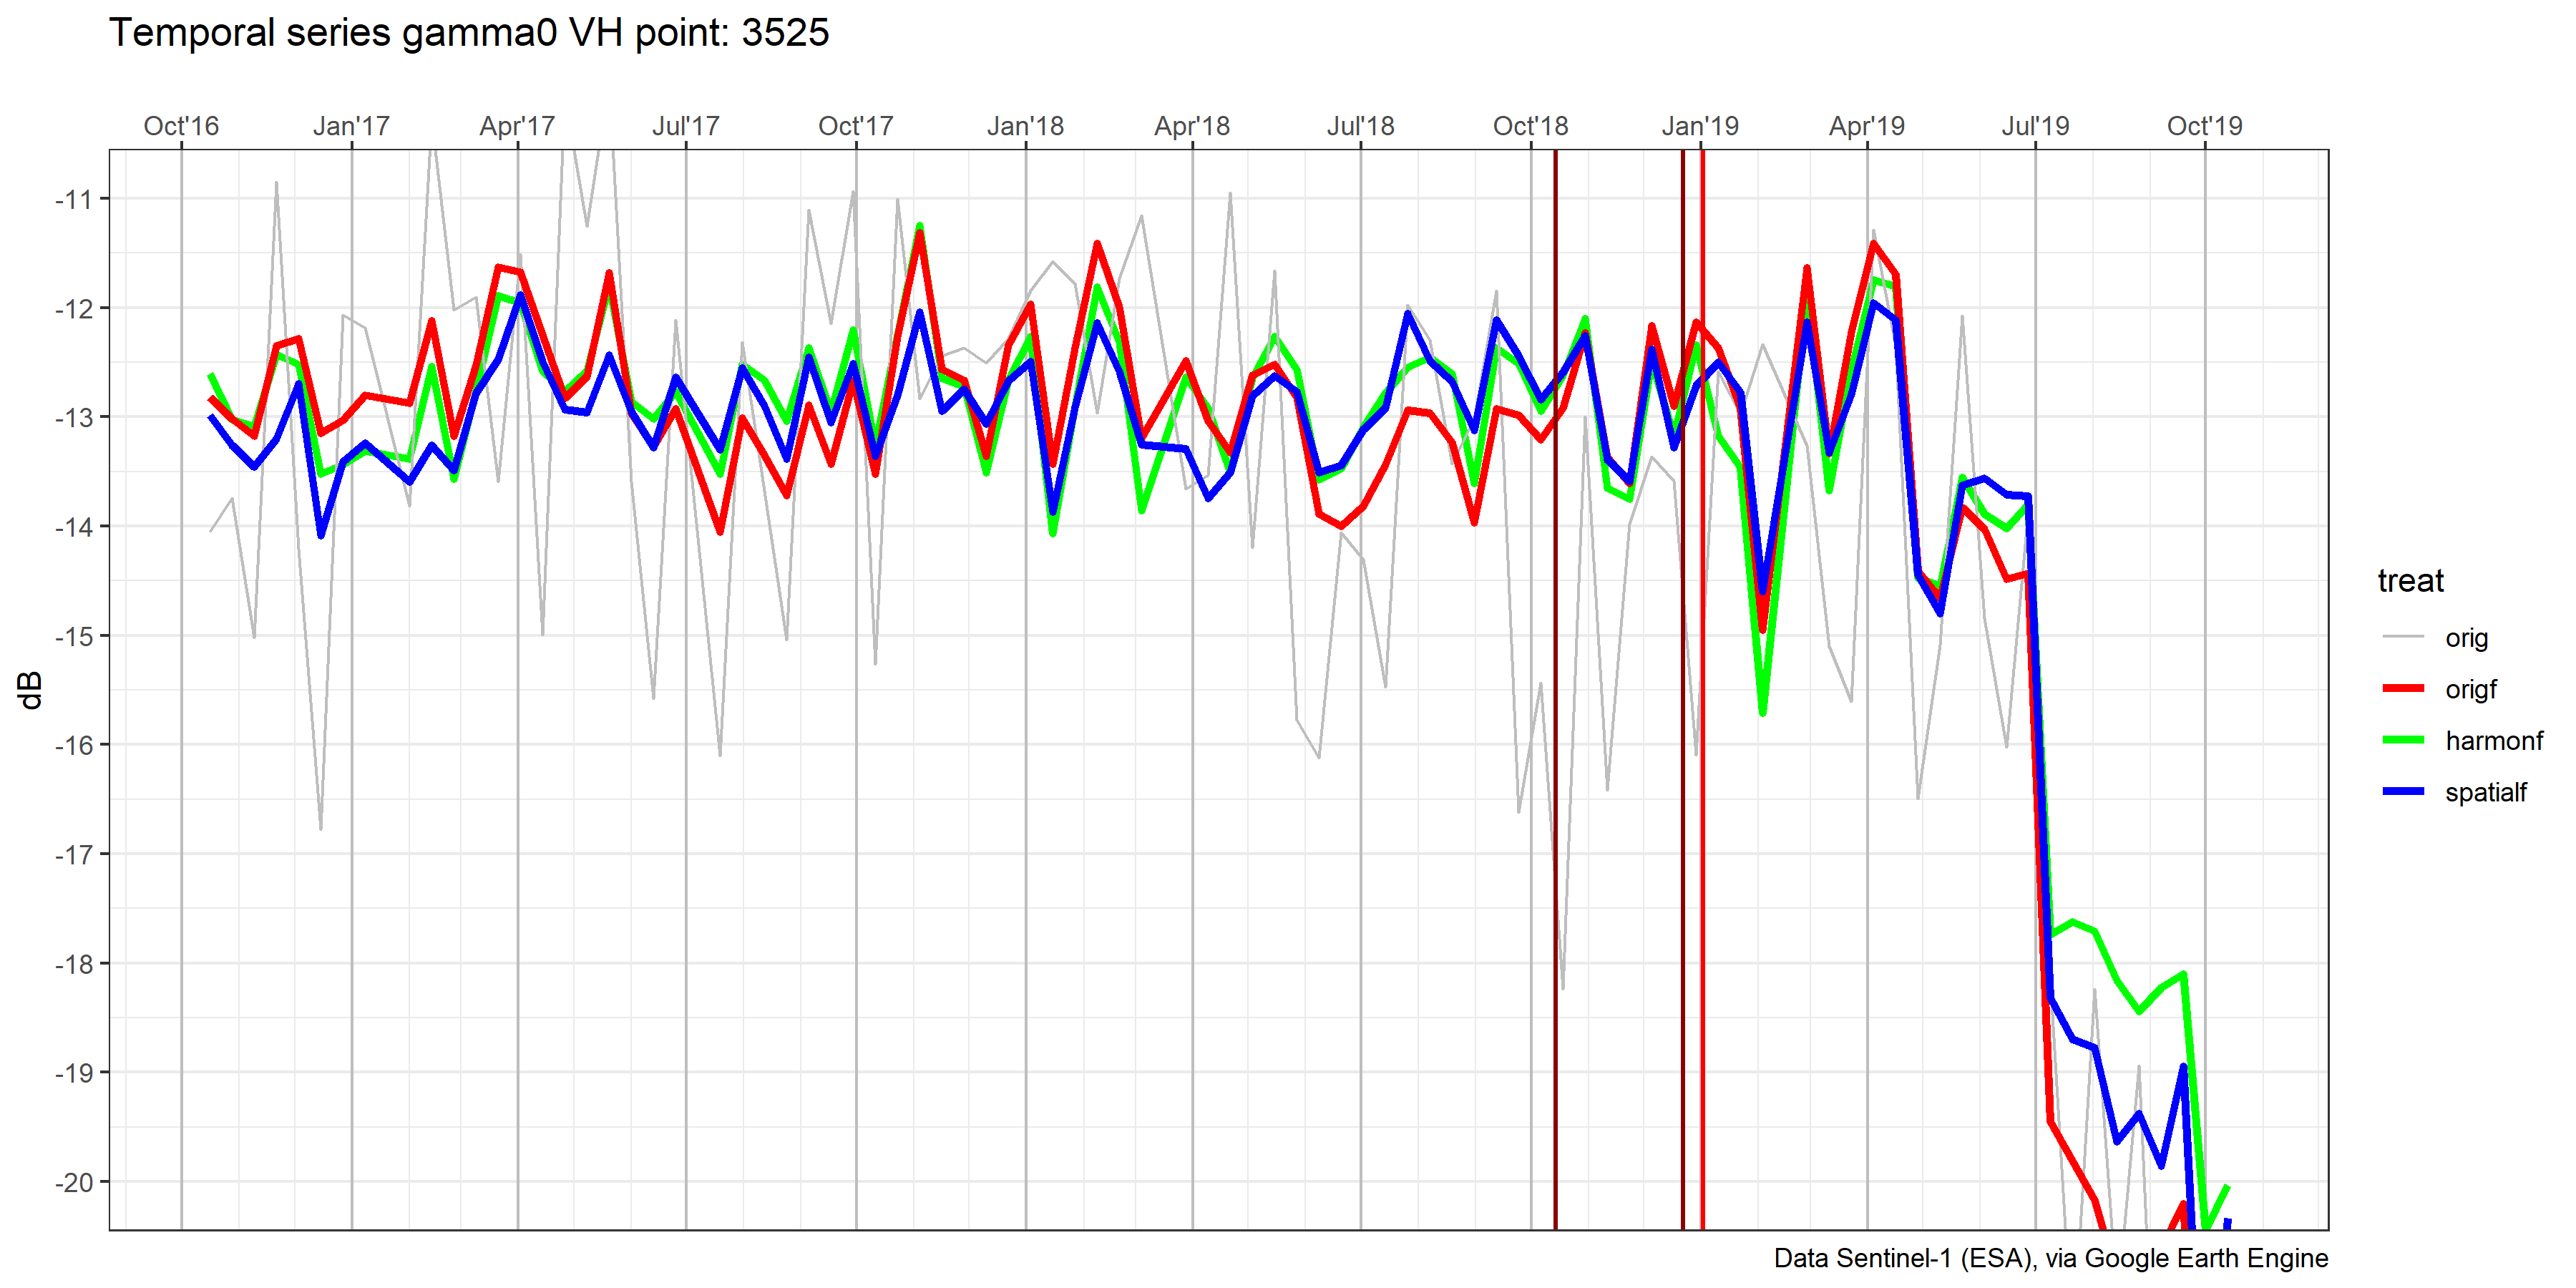 Temporal series gamma0 VH point: 3525
Oct'16 Jan'17 Apr'17 Jul'17 Oct'17 Jan'18 Apr'18 Jul'18 Oct'18 Jan'19 Apr'19 Jul'19 Oct'19
-11
-12
-13
-14
-15
-16
-17
-18
-19
-20
dB
treat
orig
origf
harmonf
spatialf
Data Sentinel-1 (ESA), via Google Earth Engine